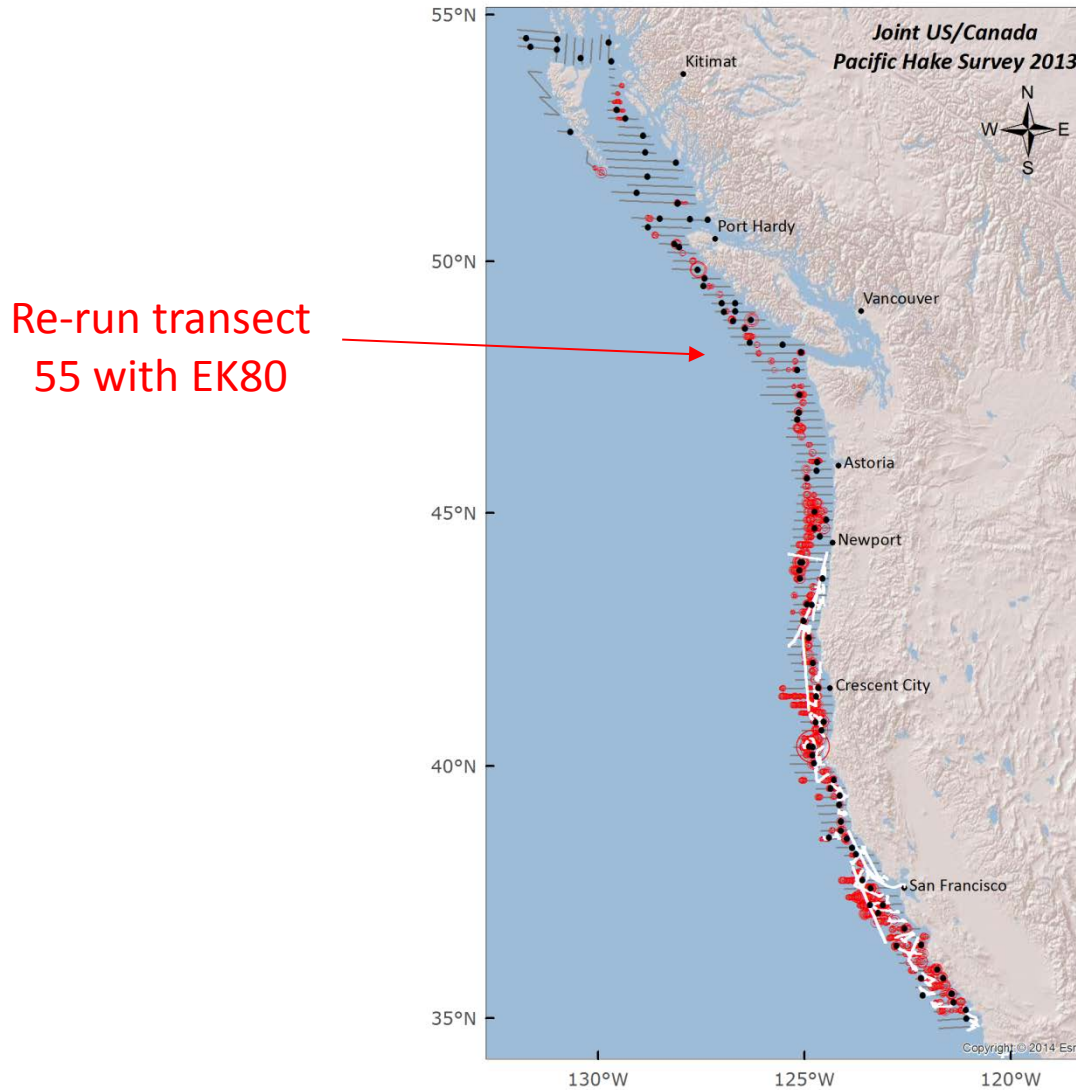 55°N
Joint US/Canada
Pacific Hake Survey 2013
Kitimat
N
W E
S
Port Hardy
50°N
Vancouver
Re-run transect
55 with EK80
Astoria
45°N
Newport
Crescent City
40°N
San Francisco
35°N
Copyright:© 2014 Esr
130°W 125°W 120°W